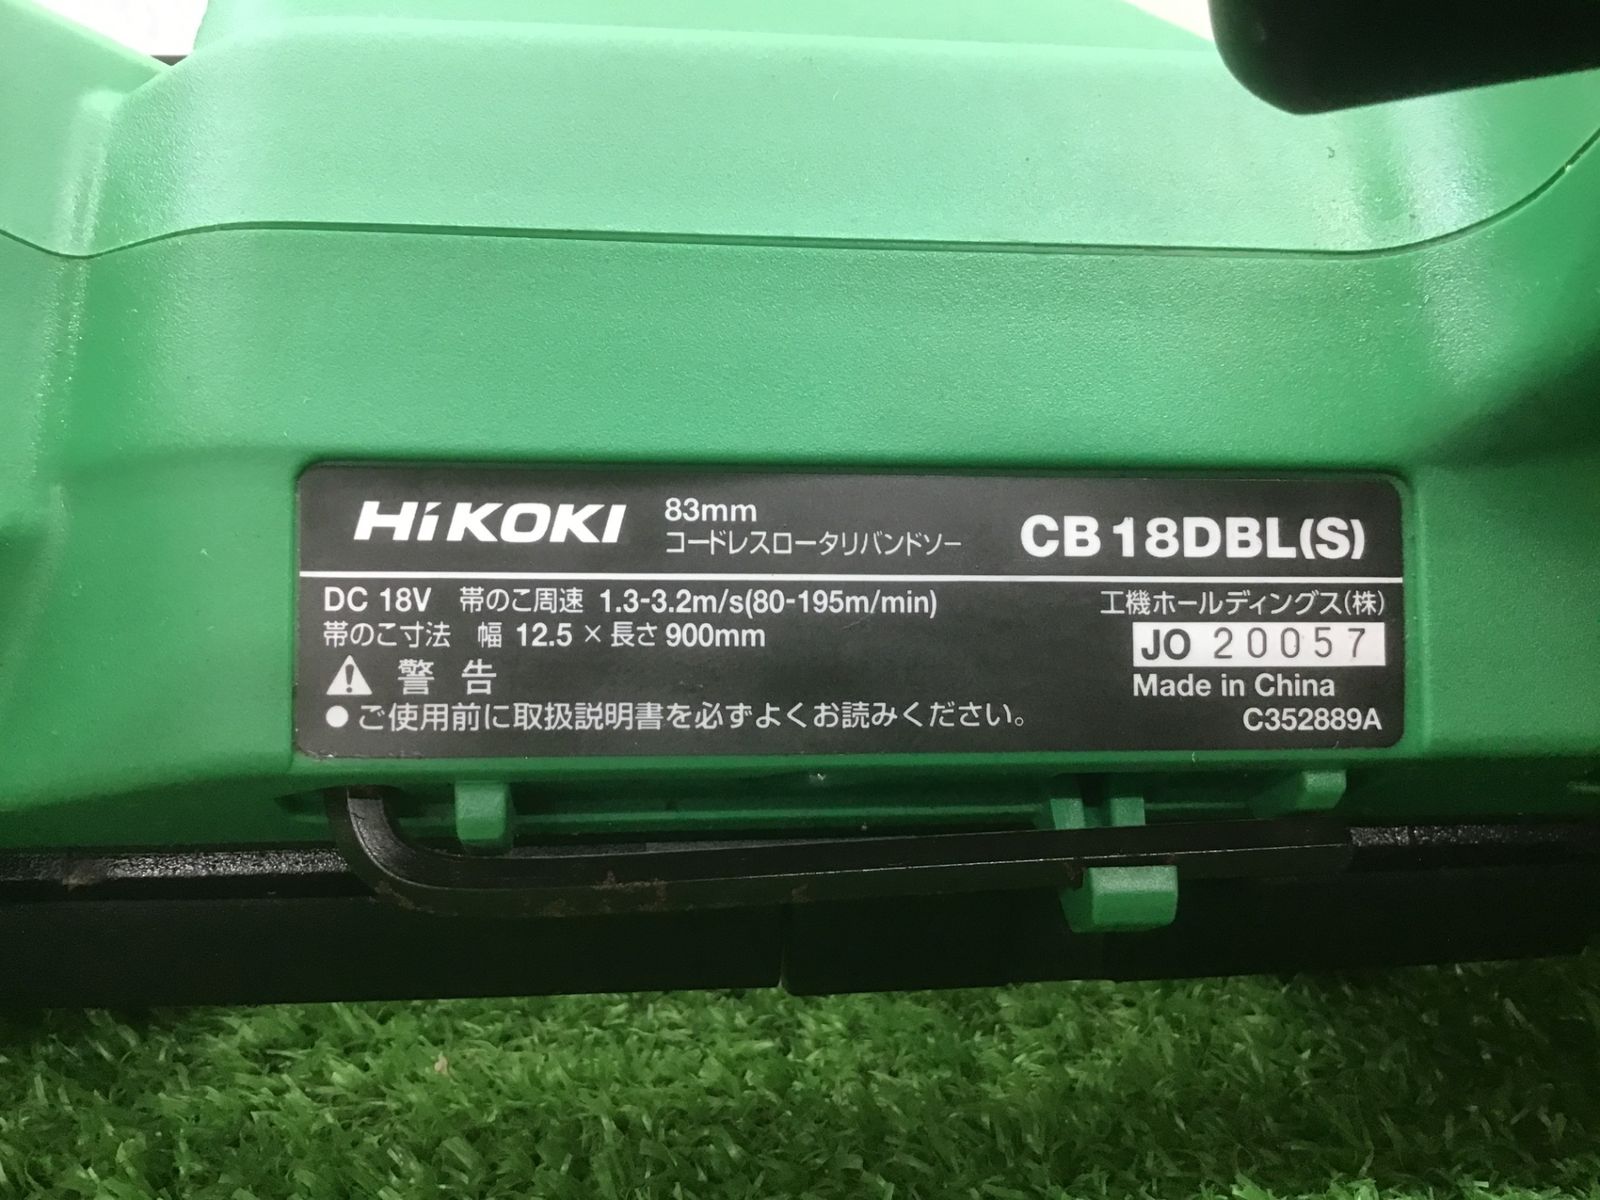 HiKOKI
83mm
コードレスロータリバンドソー
CB18DBL(S)
DC 18V 帯のこ周速 1.3-3.2m/s(80-195m/min)
帯のこ寸法 幅 12.5 × 長さ 900mm
警告
●ご使用前に取扱説明書を必ずよくお読みください。
工機ホールディングス(株)
JO 20057
Made in China
C352889A